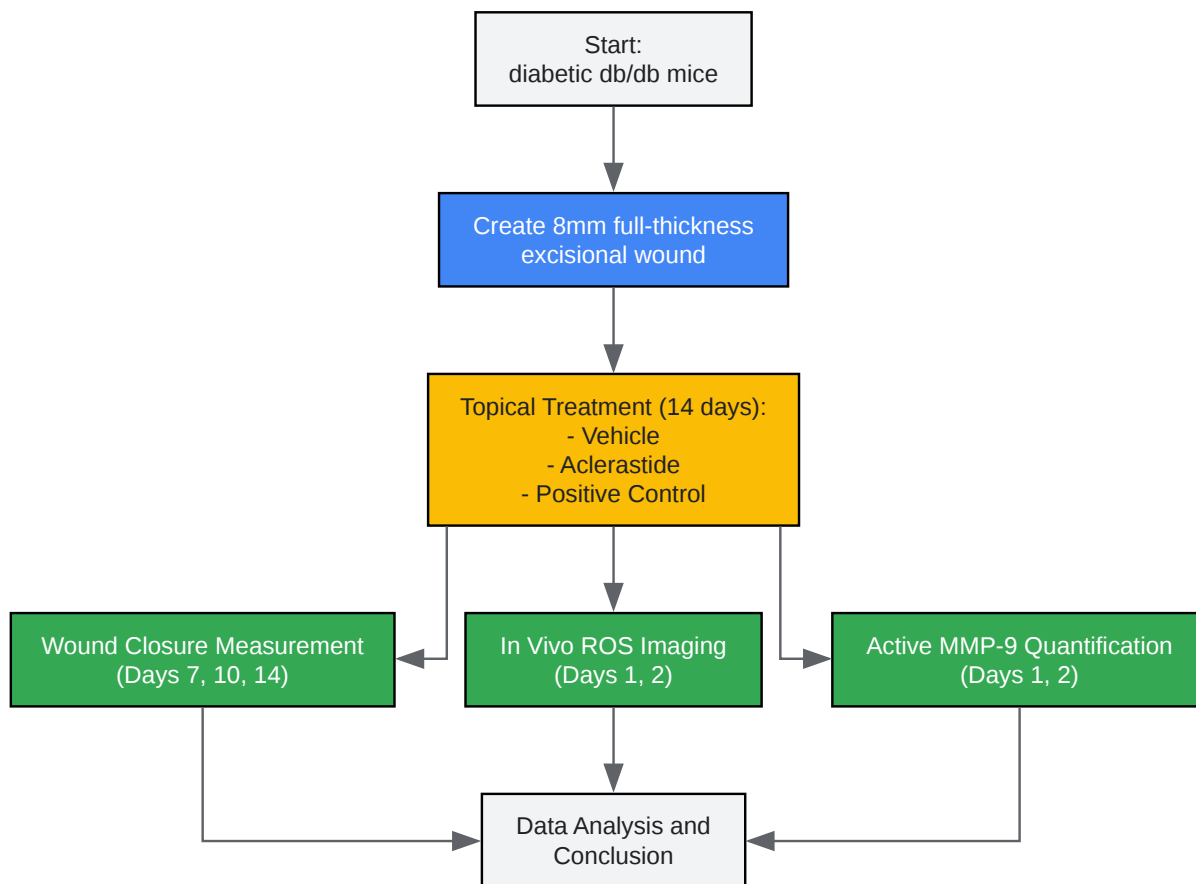 Start:
diabetic db/db mice
Create 8mm full-thickness
excisional wound
Topical Treatment (14 days):
- Vehicle
- Aclerastide
- Positive Control
Wound Closure Measurement
(Days 7, 10, 14)
In Vivo ROS Imaging
(Days 1, 2)
Active MMP-9 Quantification
(Days 1, 2)
Data Analysis and
Conclusion